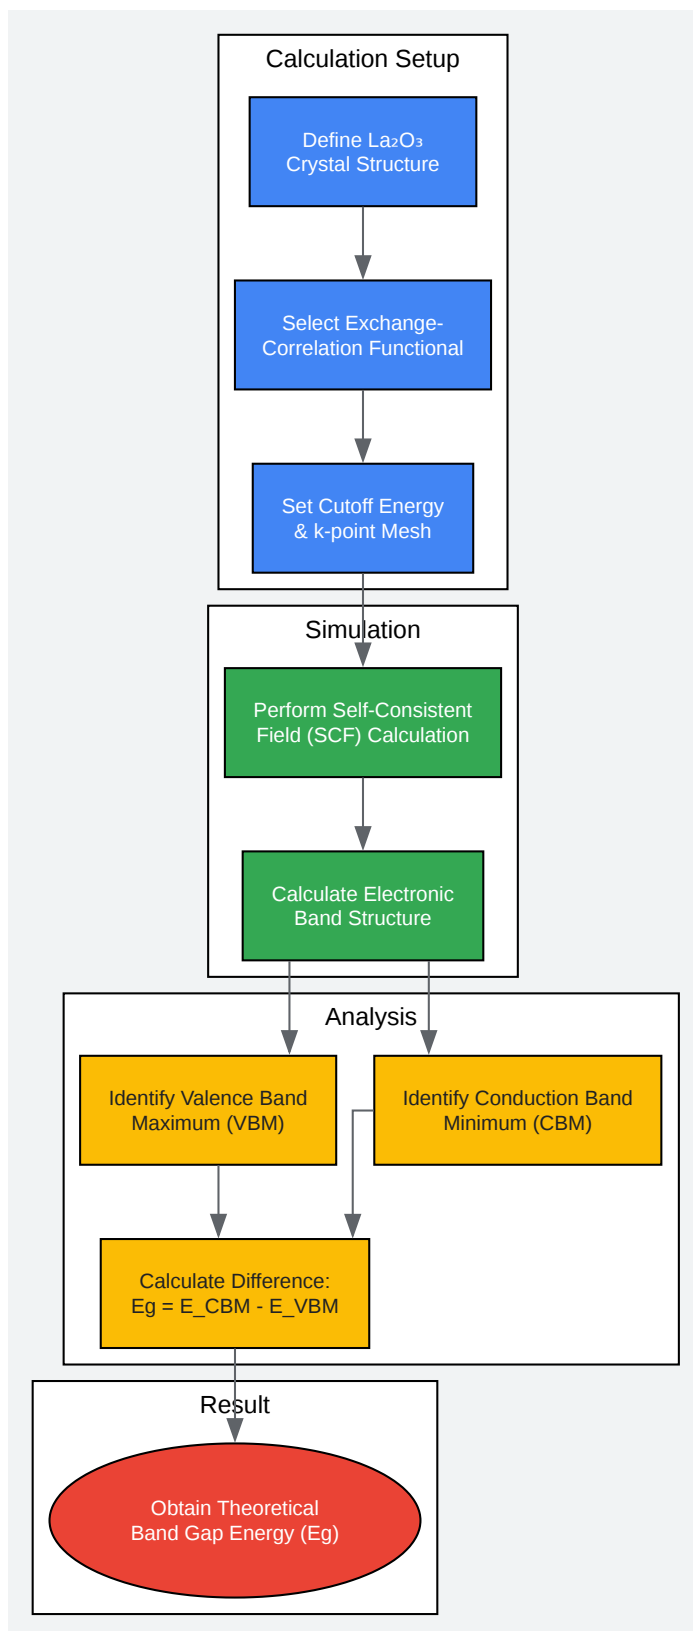 Calculation Setup
Define La₂O₃
Crystal Structure
Select Exchange-
Correlation Functional
Set Cutoff Energy
& k-point Mesh
Simulation
Perform Self-Consistent
Field (SCF) Calculation
Calculate Electronic
Band Structure
Analysis
Identify Valence Band
Maximum (VBM)
Identify Conduction Band
Minimum (CBM)
Calculate Difference:
Eg = E_CBM - E_VBM
Result
Obtain Theoretical
Band Gap Energy (Eg)